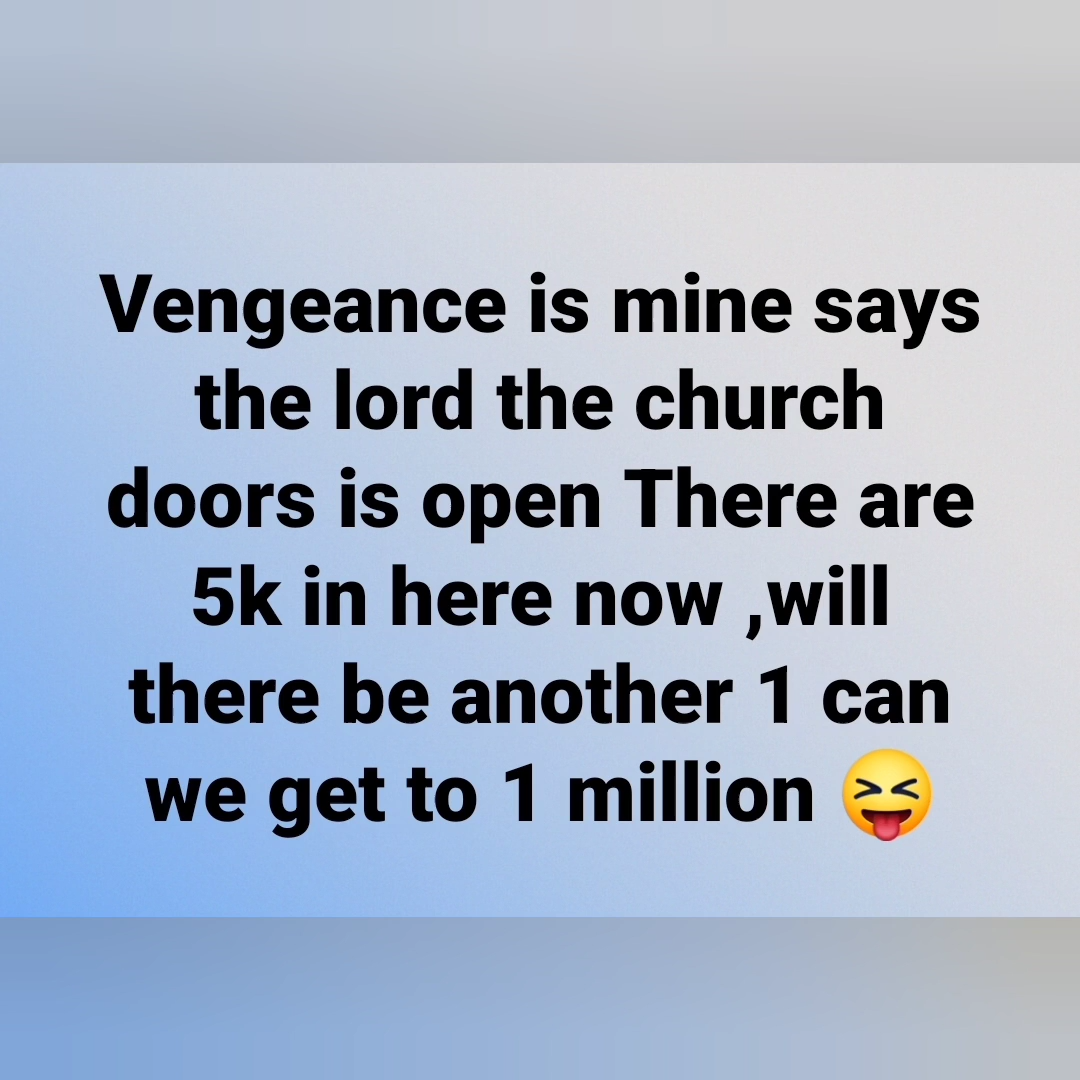 Vengeance is mine says
the lord the church
doors is open There are
5k in here now ,will
there be another 1 can
we get to 1 million 😝